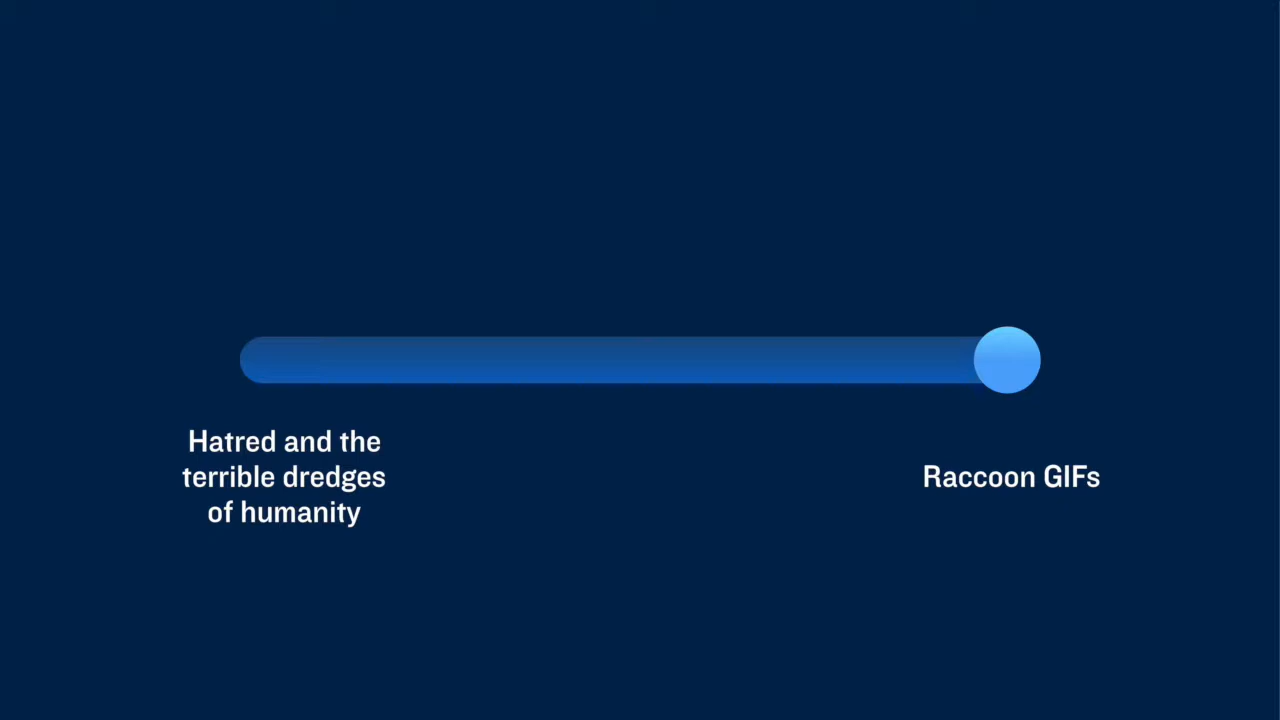 Hatred and the
terrible dredges
of humanity
Raccoon GIFs